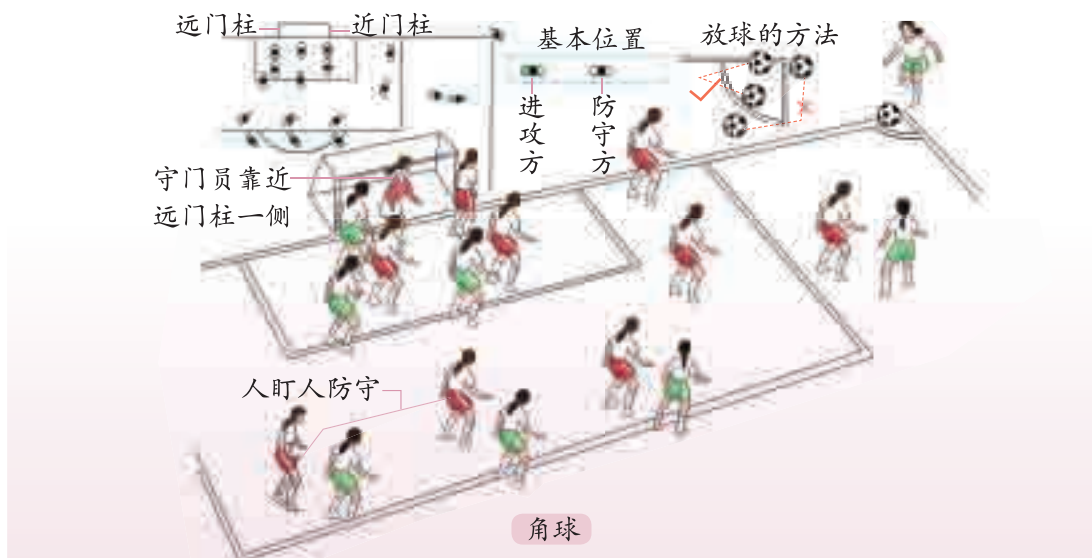 远门柱
近门柱
基本位置
放球的方法
进攻方
防守方
守门员靠近
远门柱一侧
人盯人防守
角球